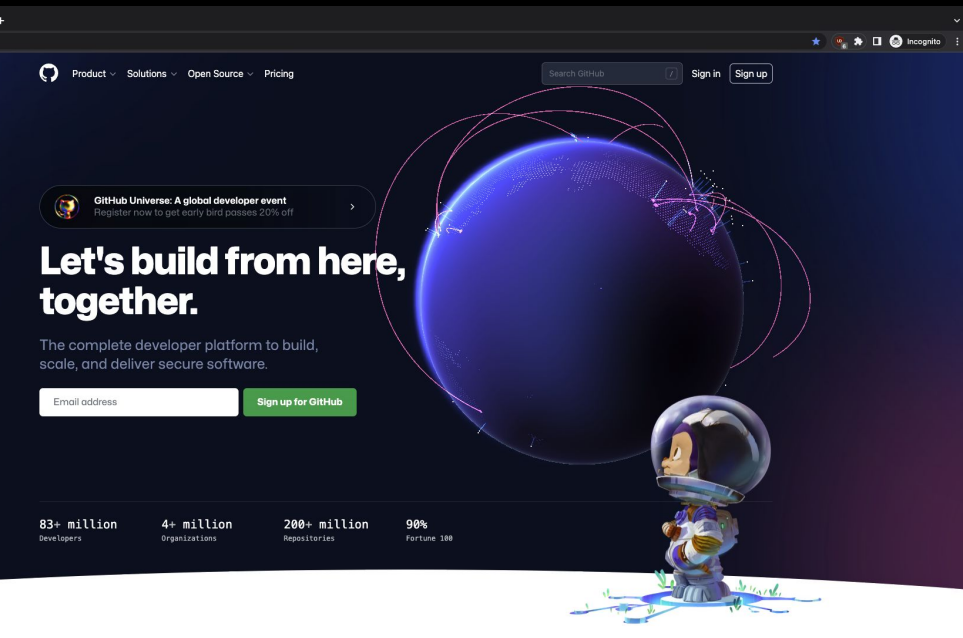 Incognito
Product
Solutions
Open Source
Pricing
Search GitHub
/
Sign in
Sign up
GitHub Universe: A global developer event
Register now to get early bird passes 20% off
Let's build from here,
together.
The complete developer platform to build,
scale, and deliver secure software.
Email address
Sign up for GitHub
83+ million
Developers
4+ million
Organizations
200+ million
Repositories
90%
Fortune 100